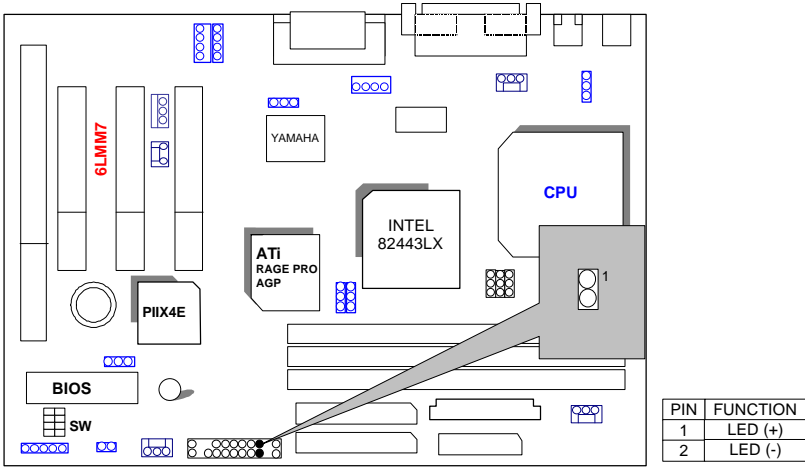 6LMM7
YAMAHA
CPU
INTEL
82443LX
ATi
RAGE PRO
AGP
1
PIIX4E
BIOS
SW
PIN FUNCTION
1 LED (+)
2 LED (-)